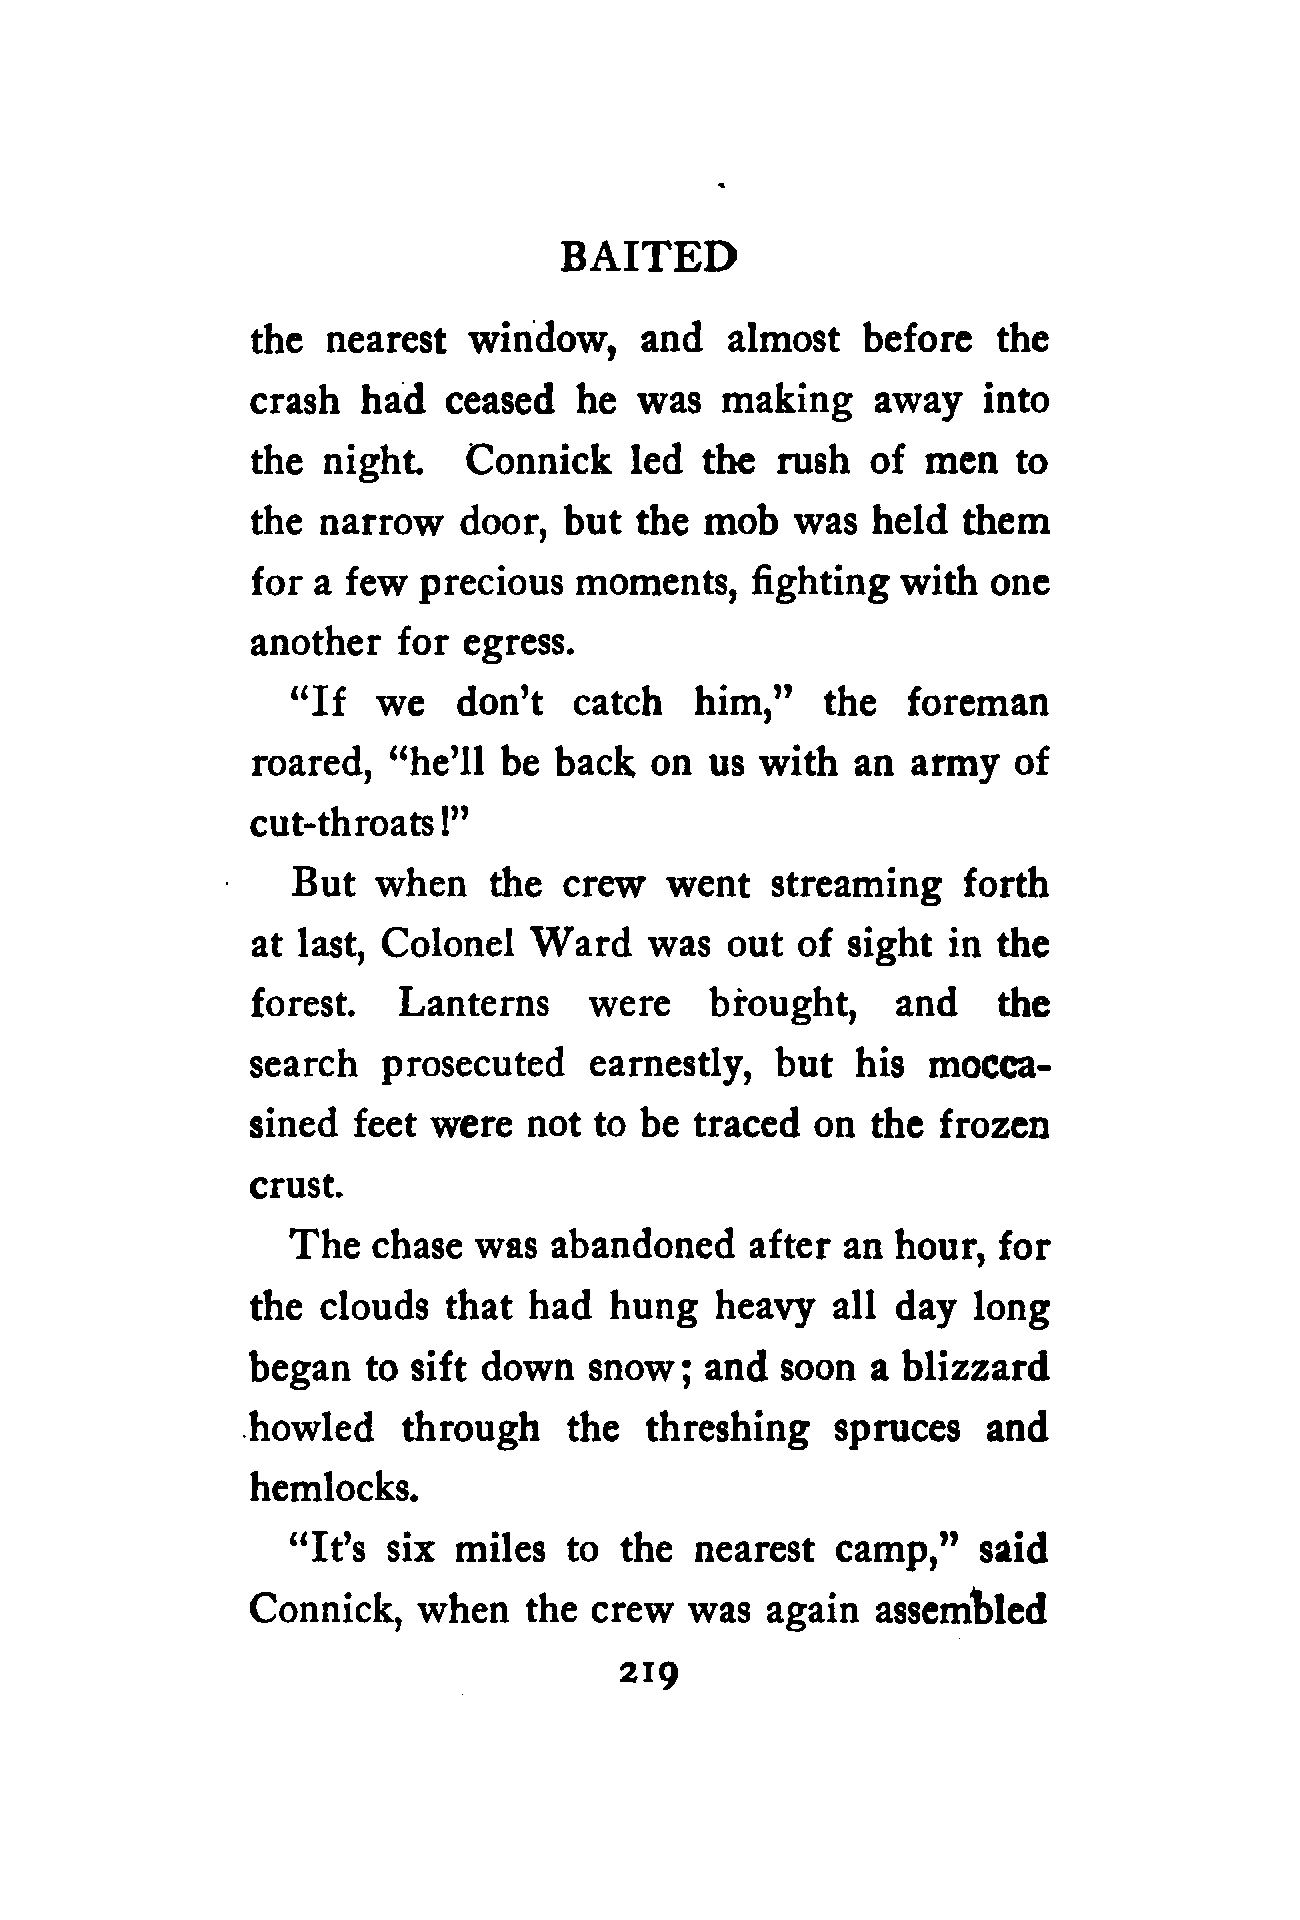 BAITED
the nearest window, and almost before the
crash had ceased he was making away into
the night. Connick led the rush of men to
the narrow door, but the mob was held them
for a few precious moments, fighting with one
another for egress.
“If we don’t catch him,” the foreman
roared, “he’ll be back on us with an army of
cut-throats!”
But when the crew went streaming forth
at last, Colonel Ward was out of sight in the
forest. Lanterns were brought, and the
search prosecuted earnestly, but his mocca-
sined feet were not to be traced on the frozen
crust.
The chase was abandoned after an hour, for
the clouds that had hung heavy all day long
began to sift down snow; and soon a blizzard
howled through the threshing spruces and
hemlocks.
“It’s six miles to the nearest camp,” said
Connick, when the crew was again assembled
219